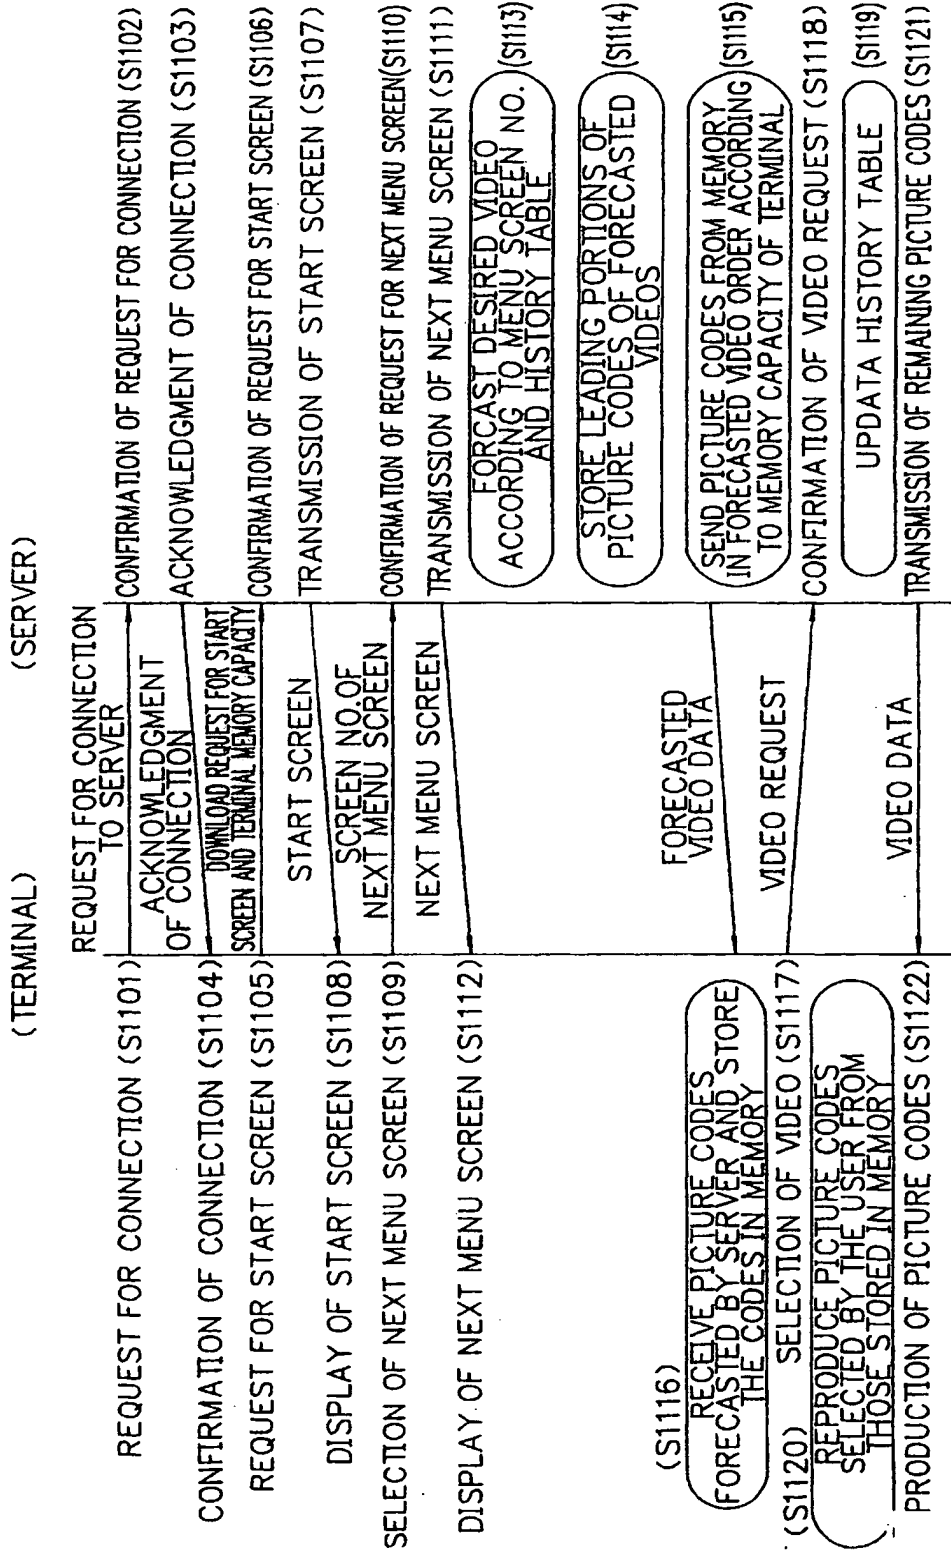 (TERMINAL)
(SERVER)
REQUEST FOR CONNECTION
TO SERVER
REQUEST FOR CONNECTION (S1101)
CONFIRMATION OF REQUEST FOR CONNECTION (S1102)
ACKNOWLEDGMENT
OF CONNECTION
ACKNOWLEDGMENT OF CONNECTION (S1103)
CONFIRMATION OF CONNECTION (S1104)
DOWNLOAD REQUEST FOR START
SCREEN AND TERMINAL MEMORY CAPACITY
REQUEST FOR START SCREEN (S1105)
CONFIRMATION OF REQUEST FOR START SCREEN (S1106)
START SCREEN
TRANSMISSION OF START SCREEN (S1107)
DISPLAY OF START SCREEN (S1108)
SCREEN NO. OF
NEXT MENU SCREEN
SELECTION OF NEXT MENU SCREEN (S1109)
CONFIRMATION OF REQUEST FOR NEXT MENU SCREEN(S1110)
NEXT MENU SCREEN
TRANSMISSION OF NEXT MENU SCREEN (S1111)
DISPLAY OF NEXT MENU SCREEN (S1112)
FORCAST DESIRED VIDEO
ACCORDING TO MENU SCREEN NO.
AND HISTORY TABLE
(S1113)
STORE LEADING PORTIONS OF
PICTURE CODES OF FORECASTED
VIDEOS
(S1114)
SEND PICTURE CODES FROM MEMORY
IN FORECASTED VIDEO ORDER ACCORDING
TO MEMORY CAPACITY OF TERMINAL
(S1115)
FORECASTED
VIDEO DATA
(S1116)
RECEIVE PICTURE CODES
FORECASTED BY SERVER AND STORE
THE CODES IN MEMORY
VIDEO REQUEST
SELECTION OF VIDEO (S1117)
CONFIRMATION OF VIDEO REQUEST (S1118)
UPDATA HISTORY TABLE
(S1119)
(S1120)
REPRODUCE PICTURE CODES
SELECTED BY THE USER FROM
THOSE STORED IN MEMORY
VIDEO DATA
TRANSMISSION OF REMAINING PICTURE CODES (S1121)
PRODUCTION OF PICTURE CODES (S1122)